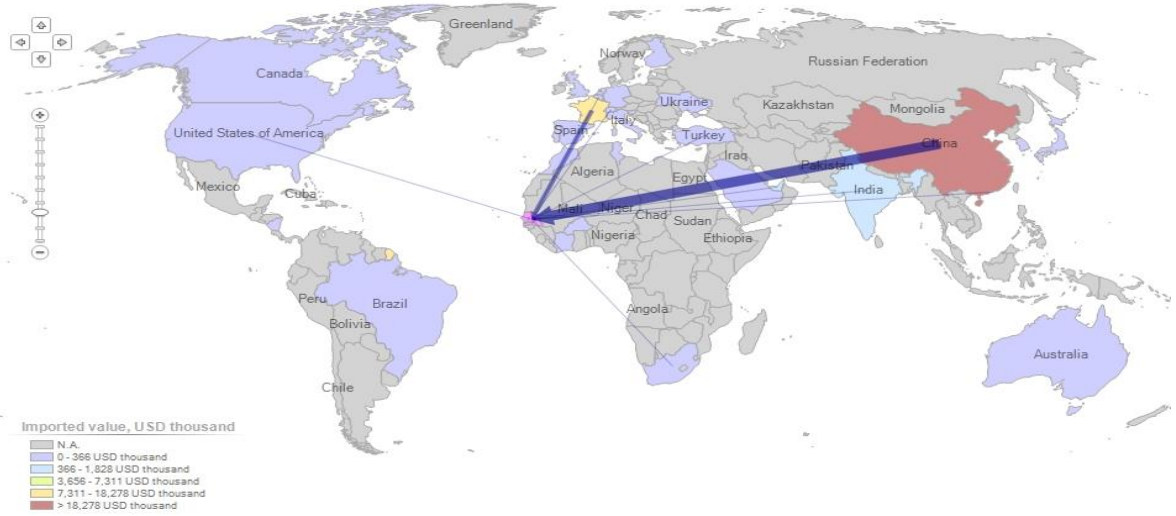 Greenland
Norway
Russian Federation
Canada
Ukraine
Kazakhstan
Mongolia
United States of America
Spain
Italy
Turkey
China
Iraq
Pakistan
Algeria
Egypt
Mexico
Cuba
India
Mali
Niger
Chad
Sudan
Nigeria
Ethiopia
Peru
Brazil
Angola
Bolivia
Australia
Chile
Imported value, USD thousand
N.A.
0 - 366 USD thousand
366 - 1,828 USD thousand
3,656 - 7,311 USD thousand
7,311 - 18,278 USD thousand
> 18,278 USD thousand